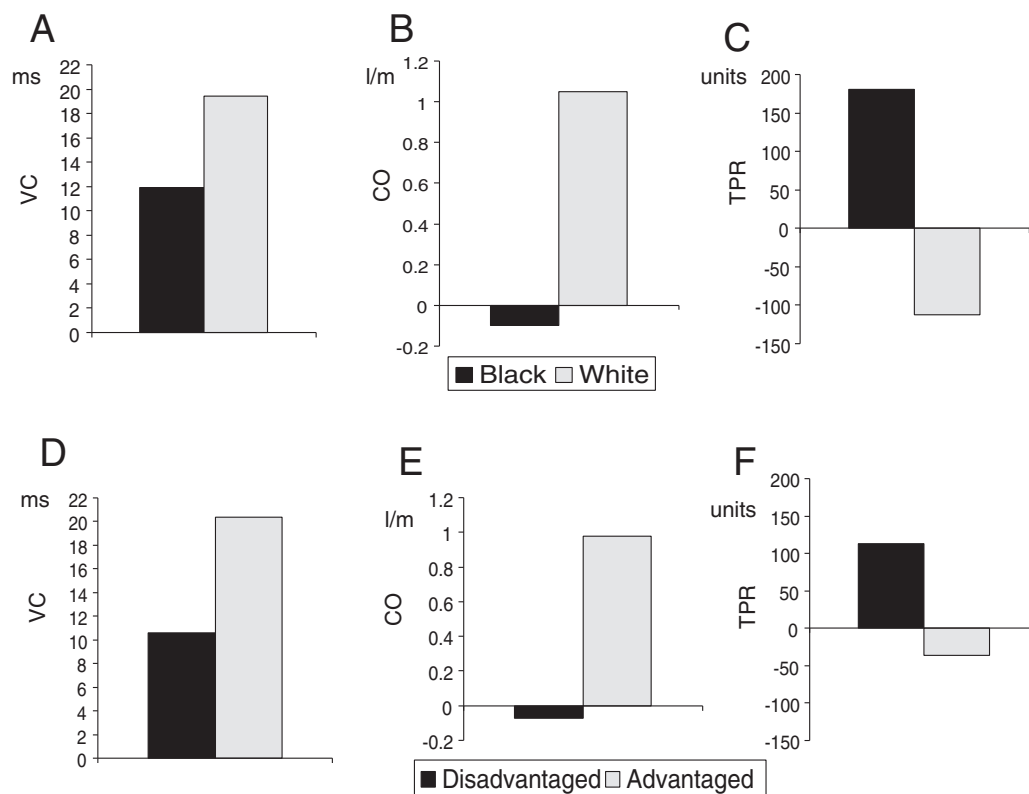 A
ms
VC
22
20
18
16
14
12
10
8
6
4
2
0
B
l/m
CO
1.2
1
0.8
0.6
0.4
0.2
0
-0.2
C
units
TPR
200
150
100
50
0
-50
-100
-150
Black White
D
ms
VC
22
20
18
16
14
12
10
8
6
4
2
0
E
l/m
CO
1.2
1
0.8
0.6
0.4
0.2
0
-0.2
F
units
TPR
200
150
100
50
0
-50
-100
-150
Disadvantaged Advantaged